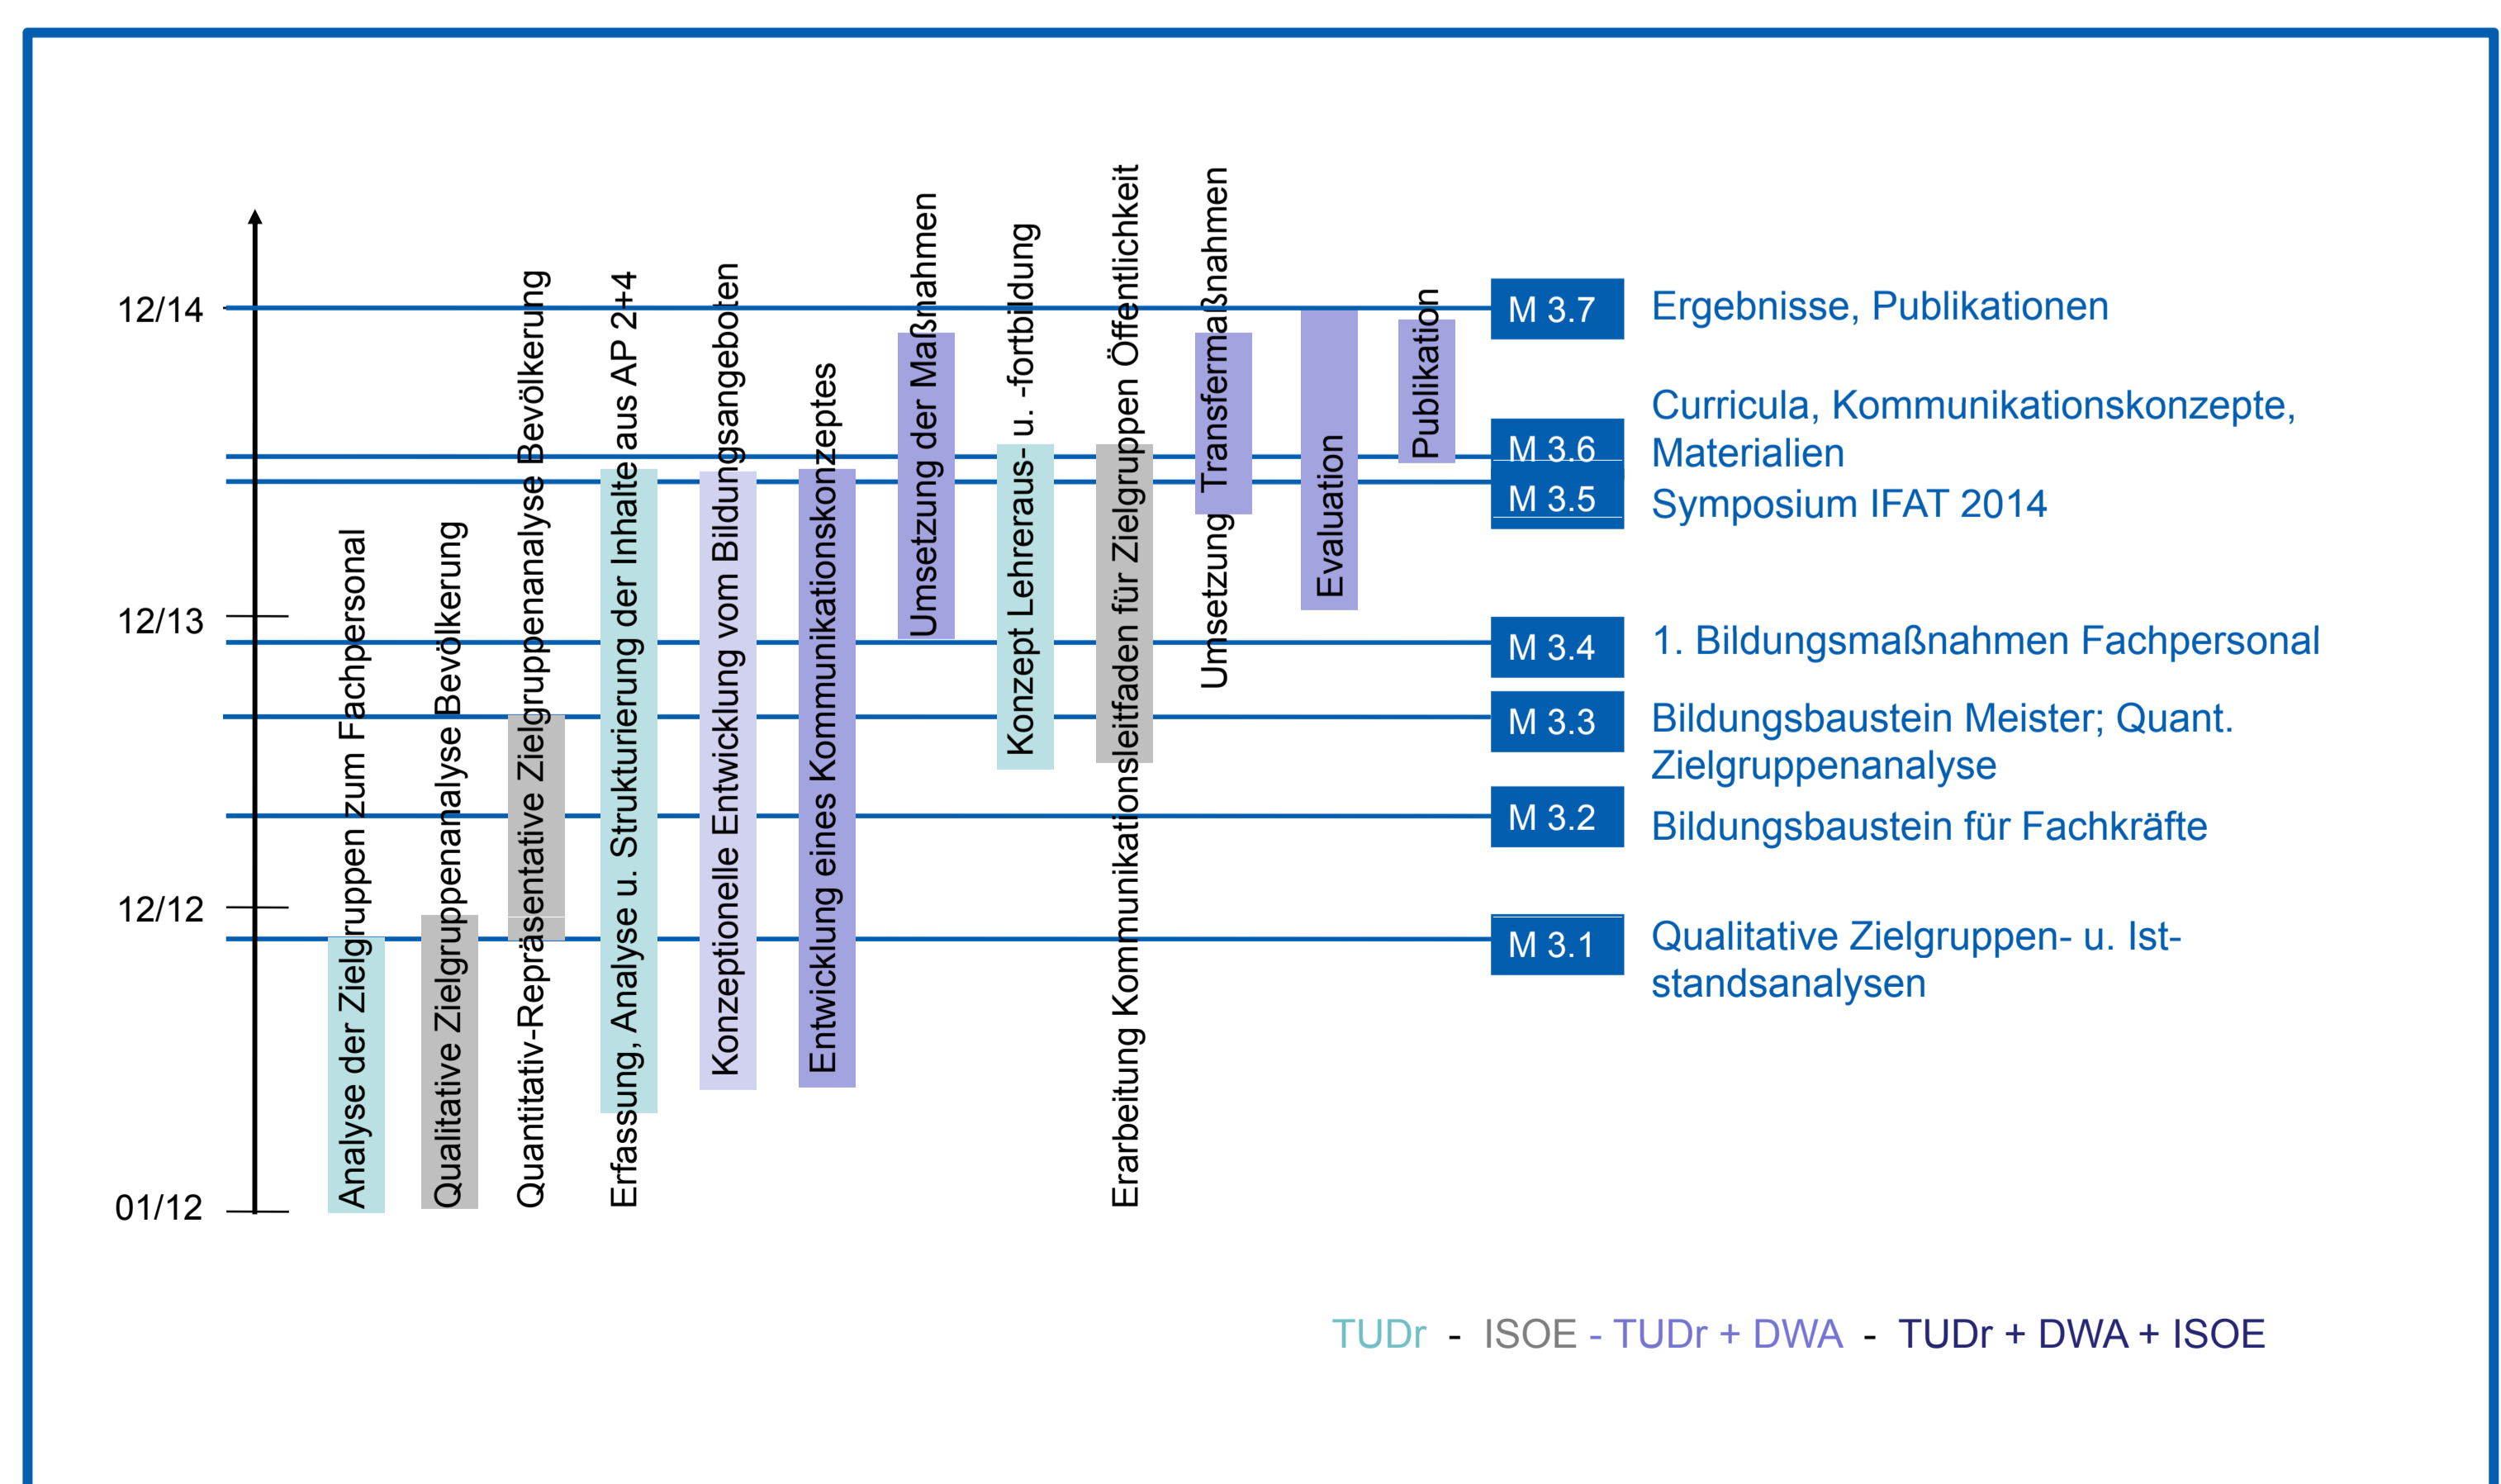 12/14
12/13
12/12
01/12
Analyse der Zielgruppen zum Fachpersonal
Qualitative Zielgruppenanalyse Bevölkerung
Quantitativ-Repräsentative Zielgruppenanalyse Bevölkerung
Erfassung, Analyse u. Strukturierung der Inhalte aus AP 2+4
Konzeptionelle Entwicklung vom Bildungsangeboten
Entwicklung eines Kommunikationskonzeptes
Umsetzung der Maßnahmen
Konzept Lehreraus- u. -fortbildung
Erarbeitung Kommunikationsleitfaden für Zielgruppen Öffentlichkeit
Umsetzung Transfermaßnahmen
Evaluation
Publikation
M 3.7
Ergebnisse, Publikationen
M 3.6
Curricula, Kommunikationskonzepte,
Materialien
M 3.5
Symposium IFAT 2014
M 3.4
1. Bildungsmaßnahmen Fachpersonal
M 3.3
Bildungsbaustein Meister; Quant.
Zielgruppenanalyse
M 3.2
Bildungsbaustein für Fachkräfte
M 3.1
Qualitative Zielgruppen- u. Ist-
standsanalysen
TUDr - ISOE - TUDr + DWA - TUDr + DWA + ISOE